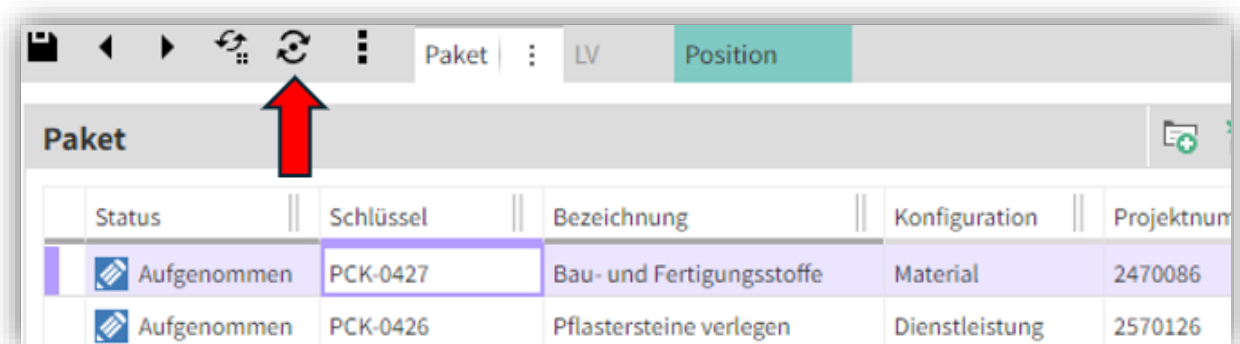 Paket LV Position
Paket
Status Schlüssel Bezeichnung Konfiguration Projektnum
Aufgenommen PCK-0427 Bau- und Fertigungsstoffe Material 2470086
Aufgenommen PCK-0426 Pflastersteine verlegen Dienstleistung 2570126